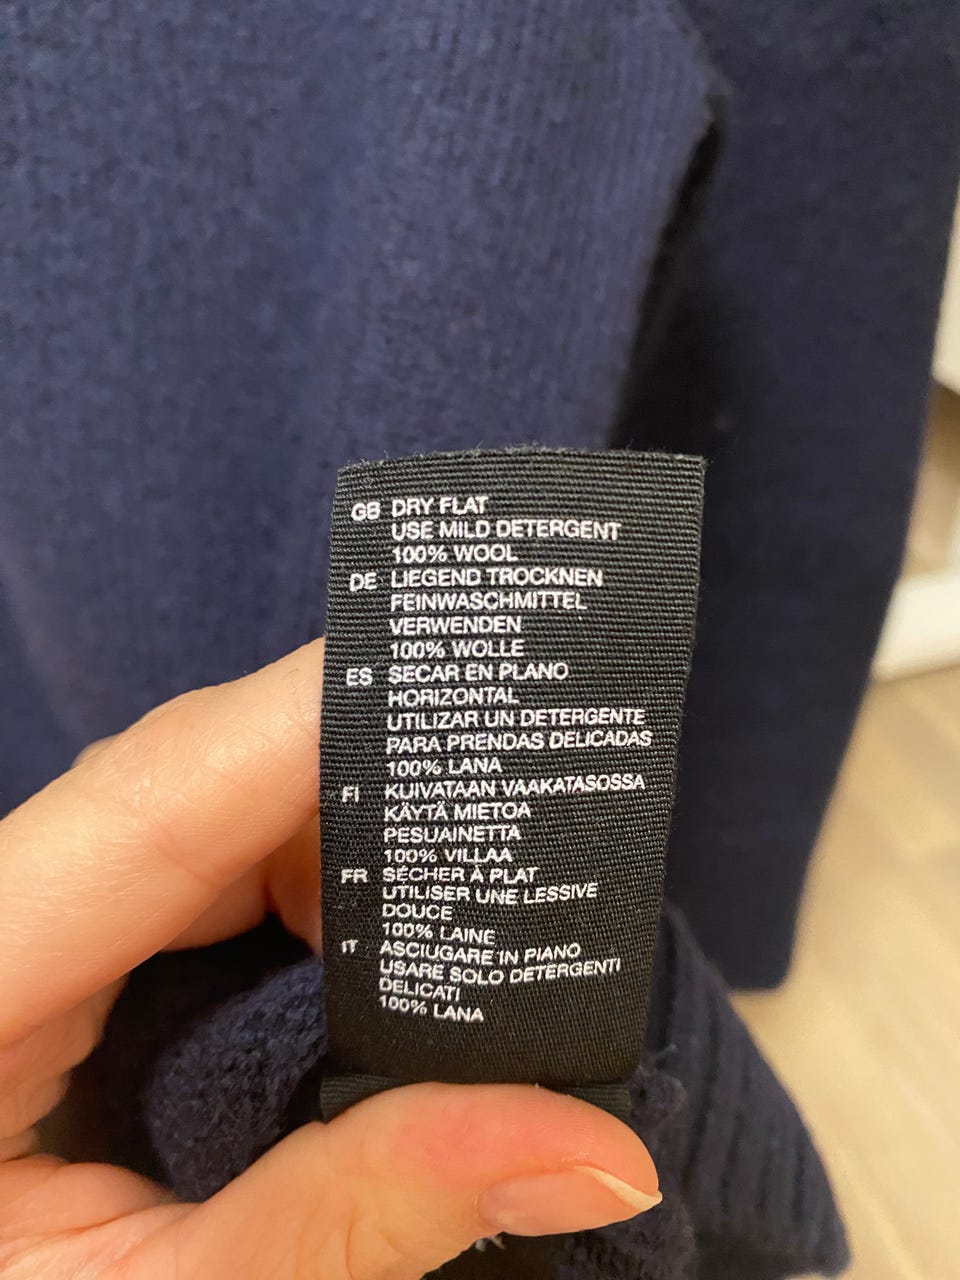 GB DRY FLAT
USE MILD DETERGENT
100% WOOL
DE LIEGEND TROCKNEN
FEINWASCHMITTEL
VERWENDEN
100% WOLLE
ES SECAR EN PLANO
HORIZONTAL
UTILIZAR UN DETERGENTE
PARA PRENDAS DELICADAS
100% LANA
FI KUIVATAAN VAAKATASOSSA
KÄYTÄ MIETOA
PESUAINETTA
100% VILLAA
FR SÉCHER À PLAT
UTILISER UNE LESSIVE
DOUCE
100% LAINE
IT ASCIUGARE IN PIANO
USARE SOLO DETERGENTI
DELICATI
100% LANA